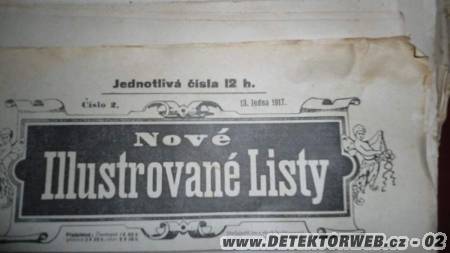 Jednotlivá čísla 12 h.
Číslo 2. 13. ledna 1917.
Nové
Illustrované Listy
www.DETEKTORWEB.cz - 02